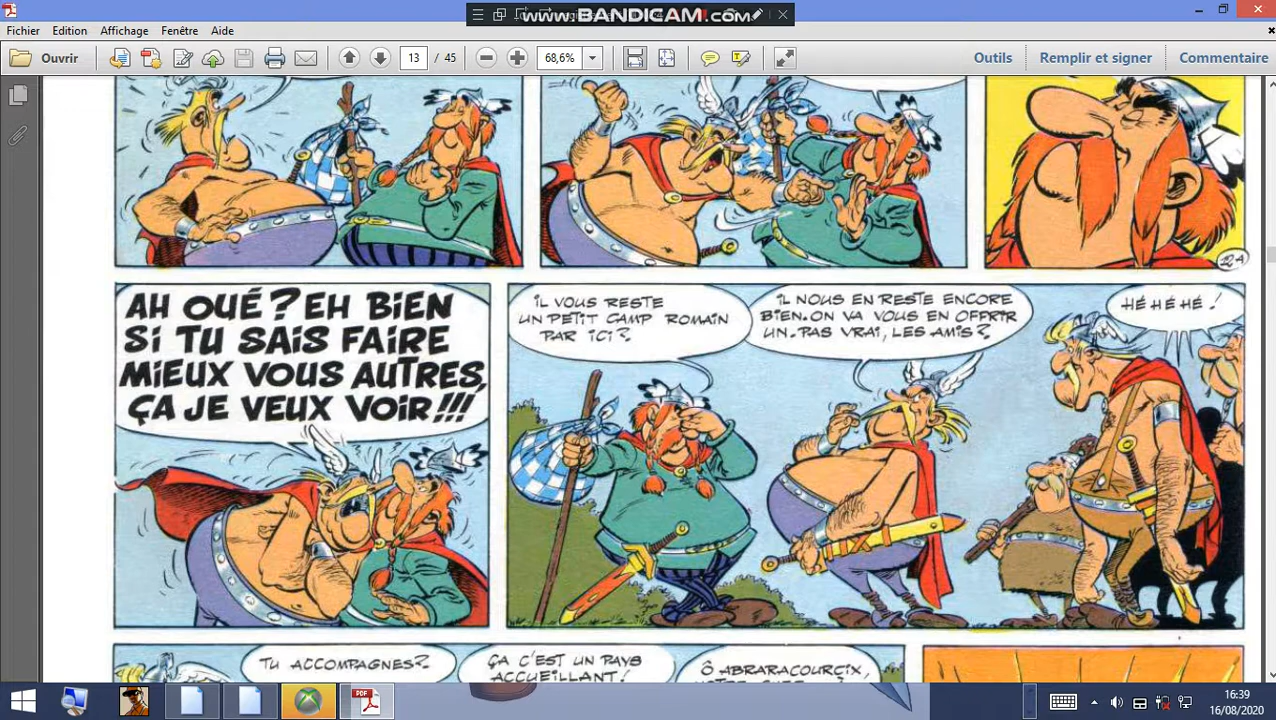 www.BANDICAM.com
Fichier Edition Affichage Fenêtre Aide
Ouvrir 13 / 45 68,6% Outils Remplir et signer Commentaire
22A
AH OUÉ? EH BIEN
SI TU SAIS FAIRE
MIEUX VOUS AUTRES,
ÇA JE VEUX VOIR!!!
IL VOUS RESTE
UN PETIT CAMP ROMAIN
PAR ICI?
IL NOUS EN RESTE ENCORE
BIEN. ON VA VOUS EN OFFRIR
UN. PAS VRAI, LES AMIS?
HÉ HÉ HÉ !
TU ACCOMPAGNES?
ÇA C'EST UN PAYS
ACCUEILLANT!
Ô ABRARACOURCIX,
PDF
16:39
16/08/2020